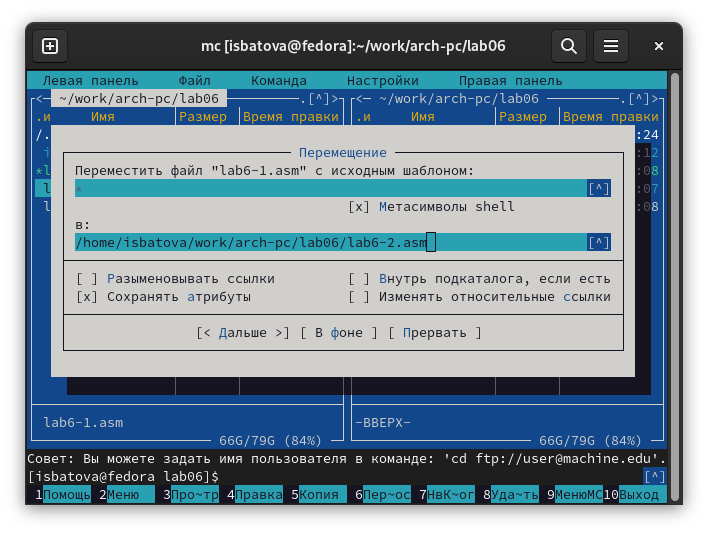 mc [isbatova@fedora]:~/work/arch-pc/lab06
Левая панель Файл Команда Настройки Правая панель
<— ~/work/arch-pc/lab06 .[^]> <— ~/work/arch-pc/lab06 .[^]>
.и Имя Размер Время правки .и Имя Размер Время правки
/. :24
:12
*l :08
l :07
l :08
Перемещение
Переместить файл "lab6-1.asm" с исходным шаблоном:
* [^]
[x] Метасимволы shell
в:
/home/isbatova/work/arch-pc/lab06/lab6-2.asm [^]
[ ] Разыменовывать ссылки [ ] Внутрь подкаталога, если есть
[x] Сохранять атрибуты [ ] Изменять относительные ссылки
[< Дальше >] [ В фоне ] [ Прервать ]
lab6-1.asm -ВВЕРХ-
66G/79G (84%) 66G/79G (84%)
Совет: Вы можете задать имя пользователя в команде: 'cd ftp://user@machine.edu'.
[isbatova@fedora lab06]$ [^]
1Помощь 2Меню 3Про~тр 4Правка 5Копия 6Пер~ос 7НвК~ог 8Уда~ть 9МенюMC 10Выход